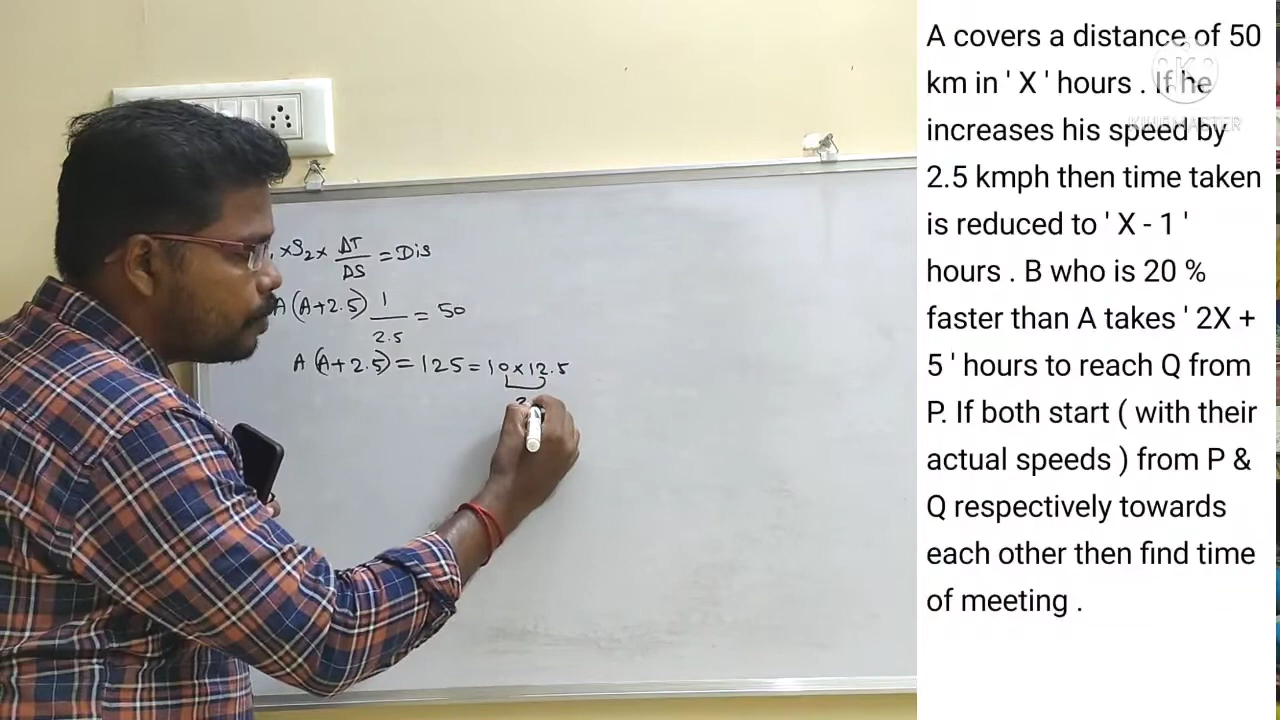 ×S₂× ΔT/ΔS = Dis
A(A+2.5) 1/2.5 = 50
A (A+2.5) = 125 = 10×12.5
A covers a distance of 50
km in ' X ' hours . If he
increases his speed by
2.5 kmph then time taken
is reduced to ' X - 1 '
hours . B who is 20 %
faster than A takes ' 2X +
5 ' hours to reach Q from
P. If both start ( with their
actual speeds ) from P &
Q respectively towards
each other then find time
of meeting .
KINEMASTER